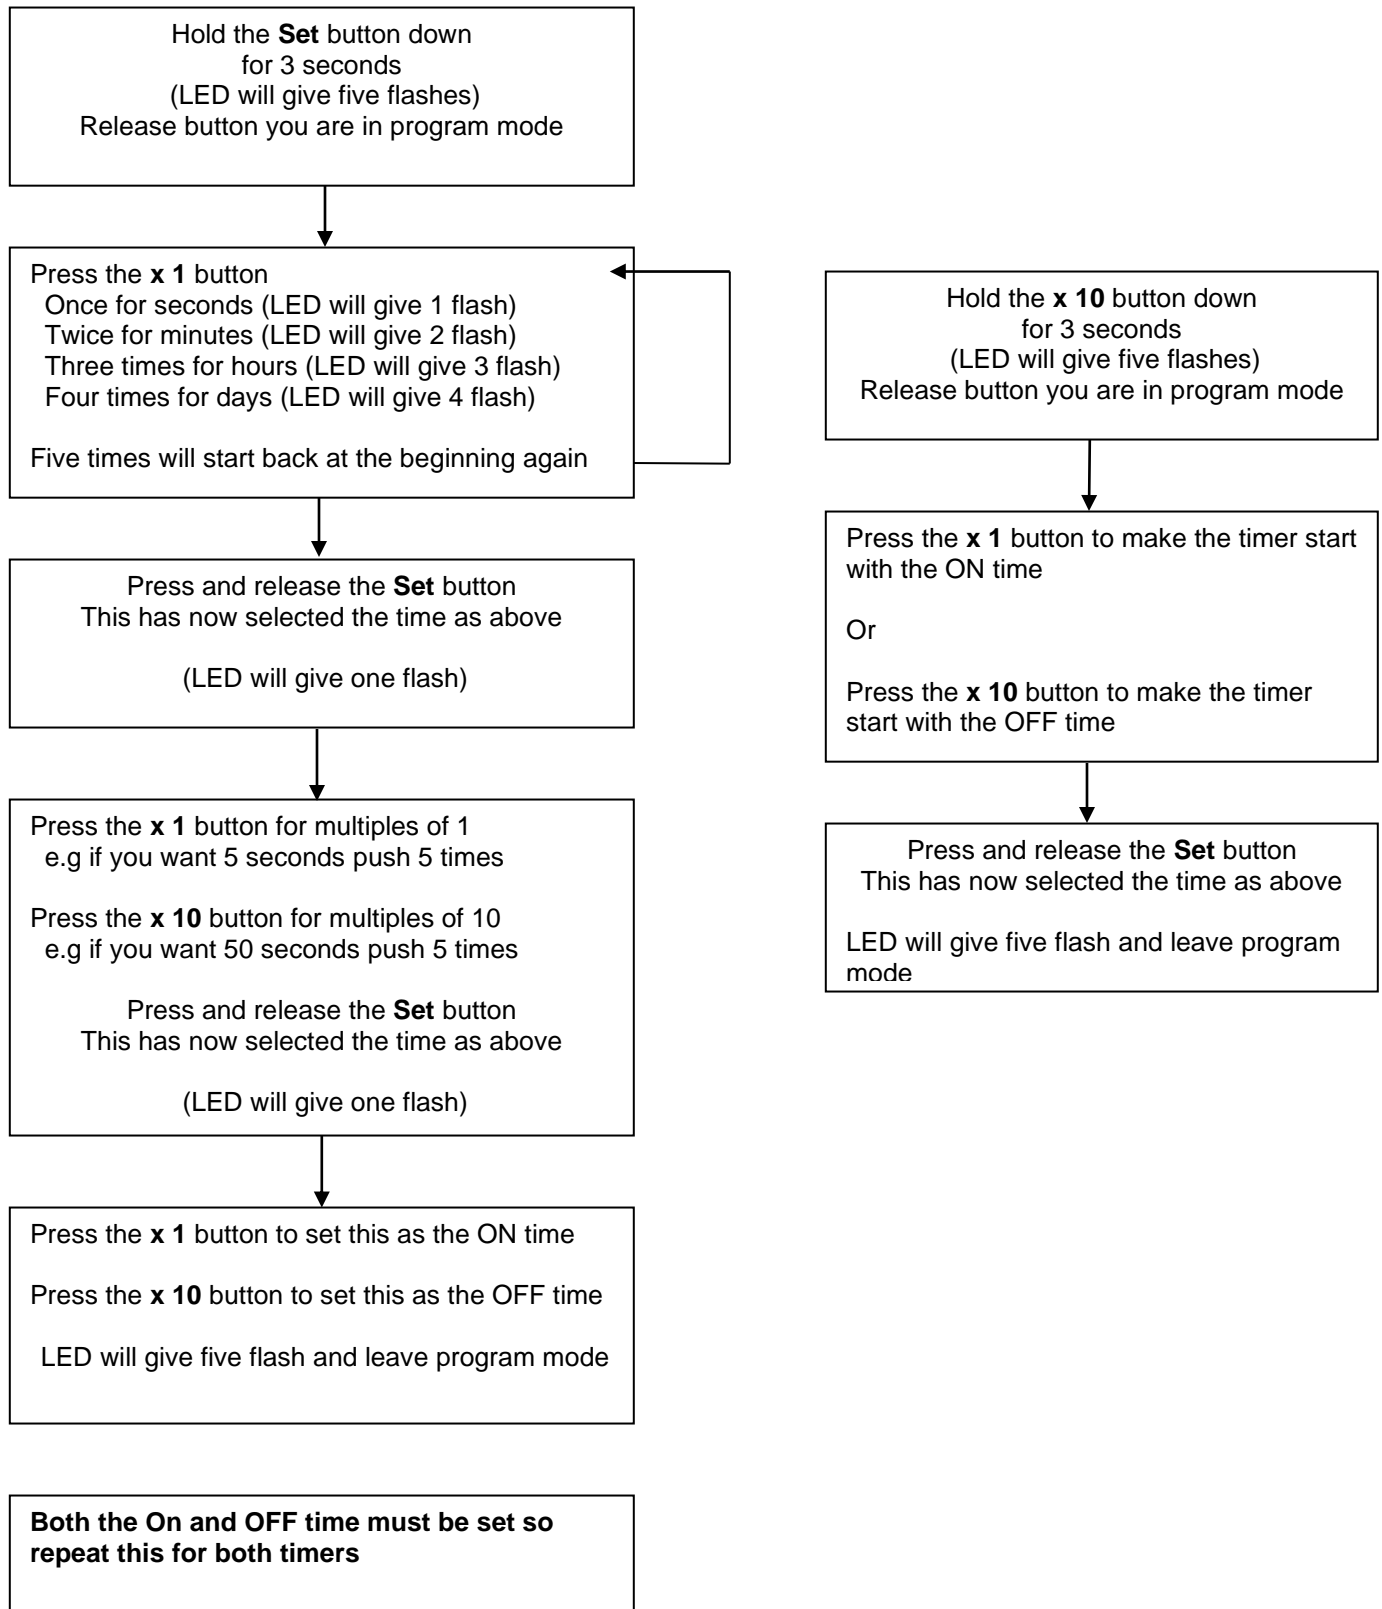 Hold the Set button down
for 3 seconds
(LED will give five flashes)
Release button you are in program mode
Press the x 1 button
Once for seconds (LED will give 1 flash)
Twice for minutes (LED will give 2 flash)
Three times for hours (LED will give 3 flash)
Four times for days (LED will give 4 flash)
Five times will start back at the beginning again
Press and release the Set button
This has now selected the time as above
(LED will give one flash)
Press the x 1 button for multiples of 1
e.g if you want 5 seconds push 5 times
Press the x 10 button for multiples of 10
e.g if you want 50 seconds push 5 times
Press and release the Set button
This has now selected the time as above
(LED will give one flash)
Press the x 1 button to set this as the ON time
Press the x 10 button to set this as the OFF time
LED will give five flash and leave program mode
Both the On and OFF time must be set so
repeat this for both timers
Hold the x 10 button down
for 3 seconds
(LED will give five flashes)
Release button you are in program mode
Press the x 1 button to make the timer start
with the ON time
Or
Press the x 10 button to make the timer
start with the OFF time
Press and release the Set button
This has now selected the time as above
LED will give five flash and leave program
mode